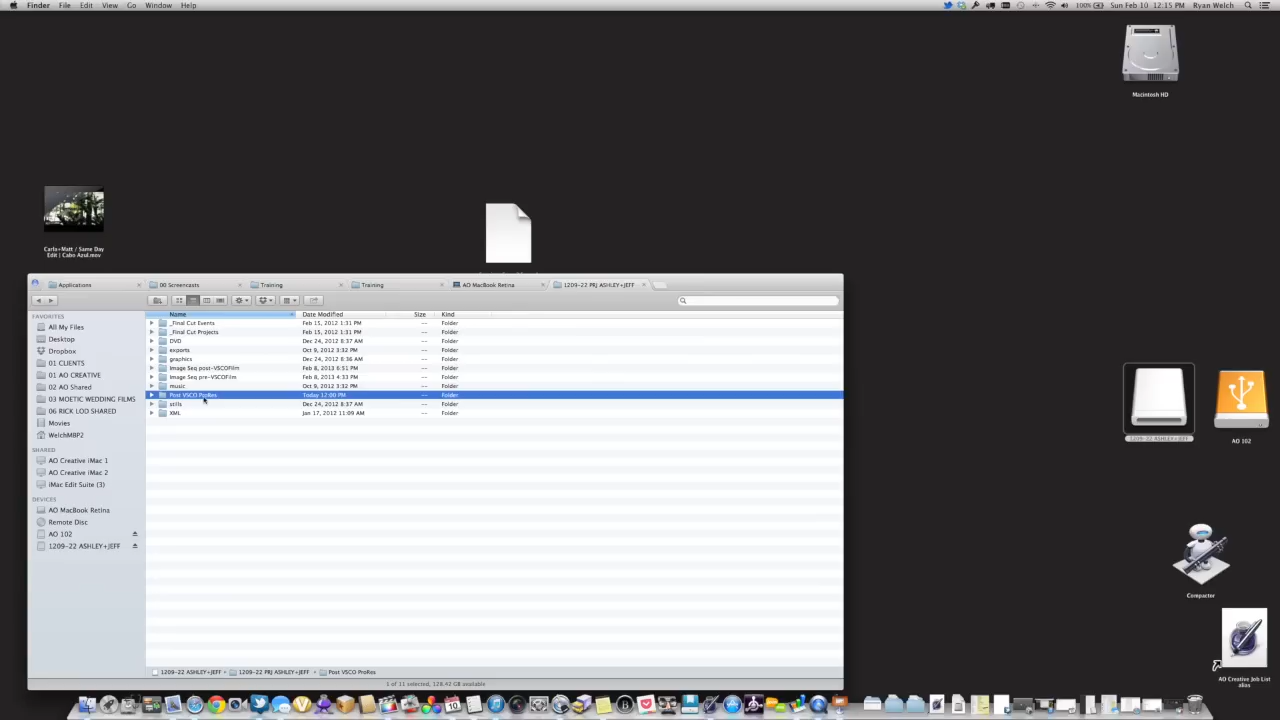 Finder File Edit View Go Window Help 100% Sun Feb 10 12:15 PM Ryan Welch
Macintosh HD
Carla+Matt / Same Day
Edit | Cabo Azul.mov
Applications 00 Screencasts Training Training AO MacBook Retina 1209-22 PRJ ASHLEY+JEFF
FAVORITES
All My Files
Desktop
Dropbox
01 CLIENTS
01 AO CREATIVE
02 AO Shared
03 MOETIC WEDDING FILMS
06 RICK LOO SHARED
Movies
WelchMBP2
SHARED
AO Creative iMac 1
AO Creative iMac 2
iMac Edit Suite (3)
DEVICES
AO MacBook Retina
Remote Disc
AO 102
1209-22 ASHLEY+JEFF
Name Date Modified Size Kind
_Final Cut Events Feb 15, 2012 1:31 PM -- Folder
_Final Cut Projects Feb 15, 2012 1:31 PM -- Folder
DVD Dec 24, 2012 8:37 AM -- Folder
exports Oct 9, 2012 3:32 PM -- Folder
graphics Dec 24, 2012 8:36 AM -- Folder
Image Seq post-VSCOFilm Feb 8, 2013 6:51 PM -- Folder
Image Seq pre-VSCOFilm Feb 8, 2013 4:33 PM -- Folder
music Oct 9, 2012 3:32 PM -- Folder
Post VSCO ProRes Today 12:00 PM -- Folder
stills Dec 24, 2012 8:37 AM -- Folder
XML Jan 17, 2012 11:09 AM -- Folder
1209-22 ASHLEY+JEFF 1209-22 PRJ ASHLEY+JEFF Post VSCO ProRes
1 of 11 selected, 128.43 GB available
1209-22 ASHLEY+JEFF
AO 102
Compactor
AO Creative Job List
alias